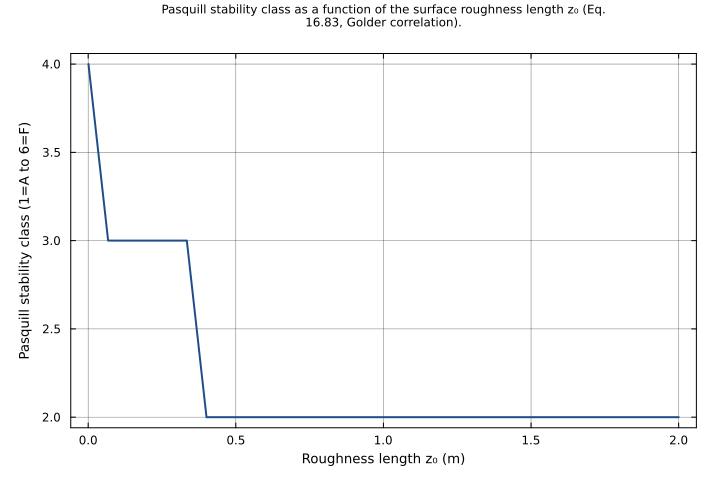 Pasquill stability class as a function of the surface roughness length z₀ (Eq.
16.83, Golder correlation).
4.0
3.5
3.0
2.5
2.0
Pasquill stability class (1=A to 6=F)
0.0
0.5
1.0
1.5
2.0
Roughness length z₀ (m)